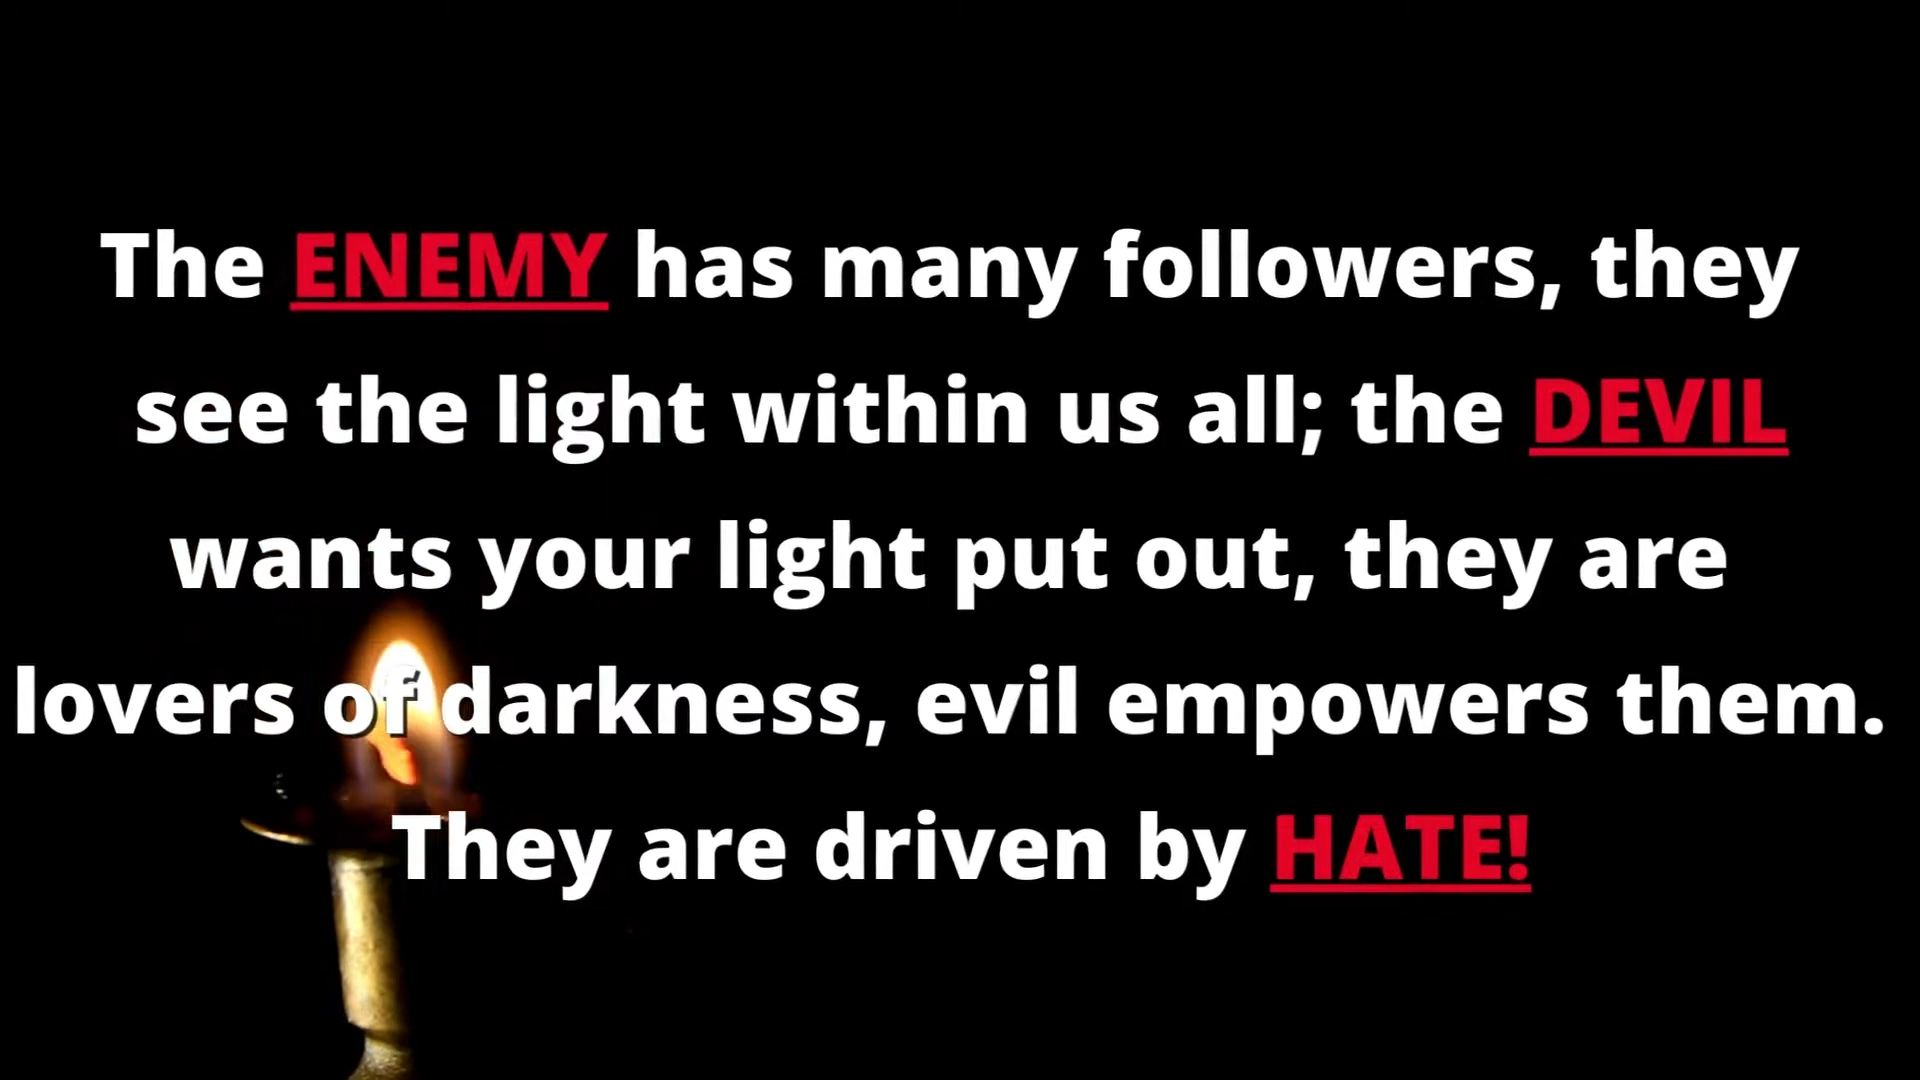 The ENEMY has many followers, they
see the light within us all; the DEVIL
wants your light put out, they are
lovers of darkness, evil empowers them.
They are driven by HATE!